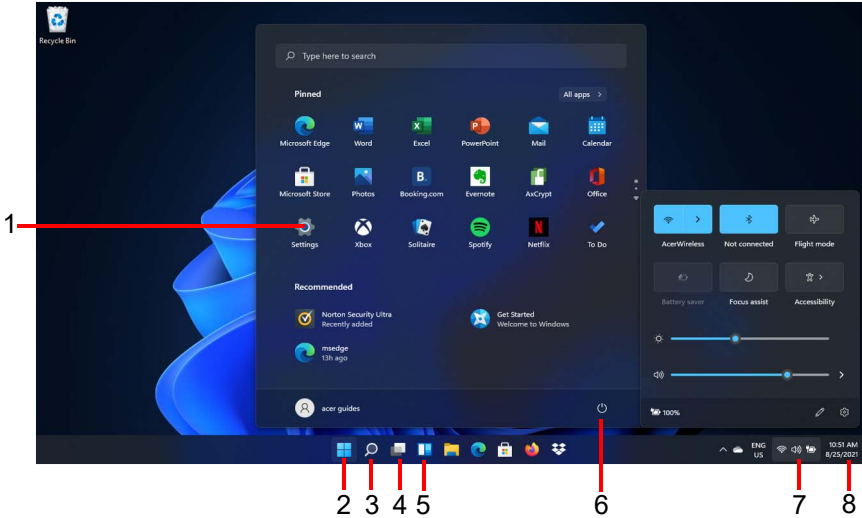 Recycle Bin
Type here to search
Pinned
All apps >
Microsoft Edge
Word
Excel
PowerPoint
Mail
Calendar
Microsoft Store
Photos
B.
Booking.com
Evernote
AxCrypt
Office
1
Settings
Xbox
Solitaire
Spotify
N
Netflix
To Do
Recommended
Norton Security Ultra
Recently added
Get Started
Welcome to Windows
msedge
13h ago
acer guides
AcerWireless
Not connected
Flight mode
Battery saver
Focus assist
Accessibility
100%
ENG
US
10:51 AM
8/25/2021
2 3 4 5 6 7 8